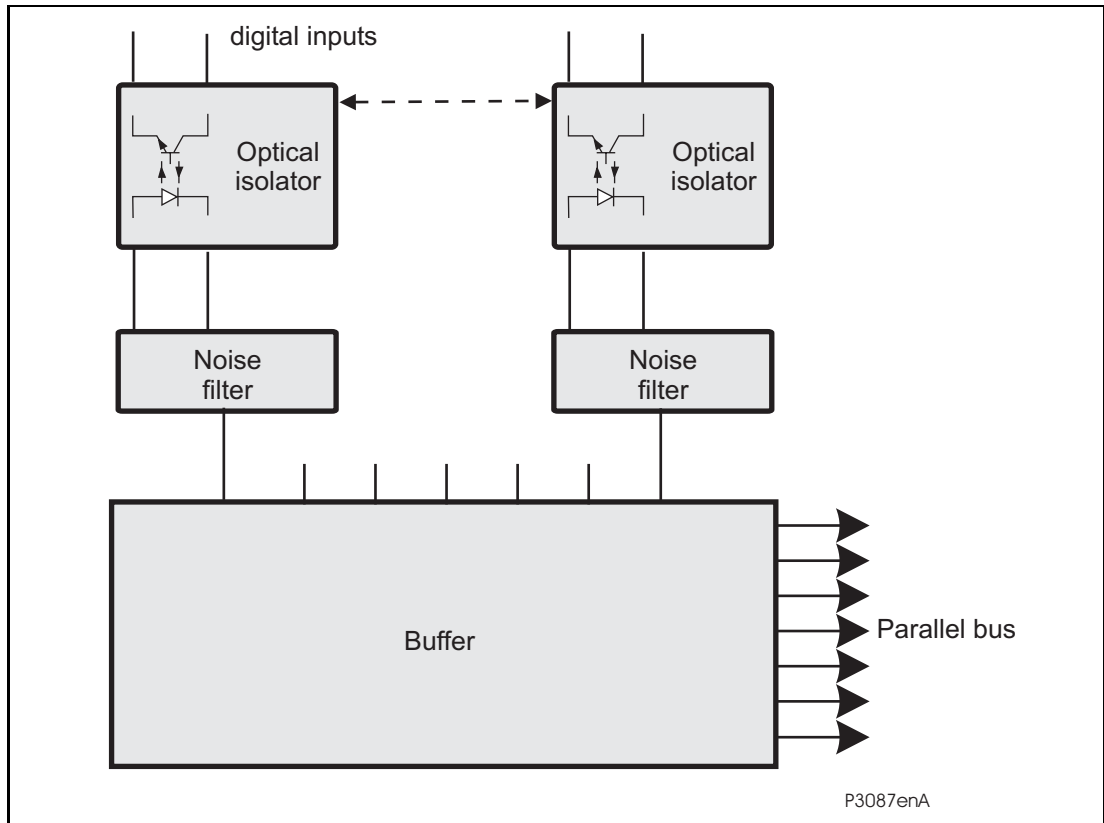 digital inputs
Optical
isolator
Optical
isolator
Noise
filter
Noise
filter
Buffer
Parallel bus
P3087enA